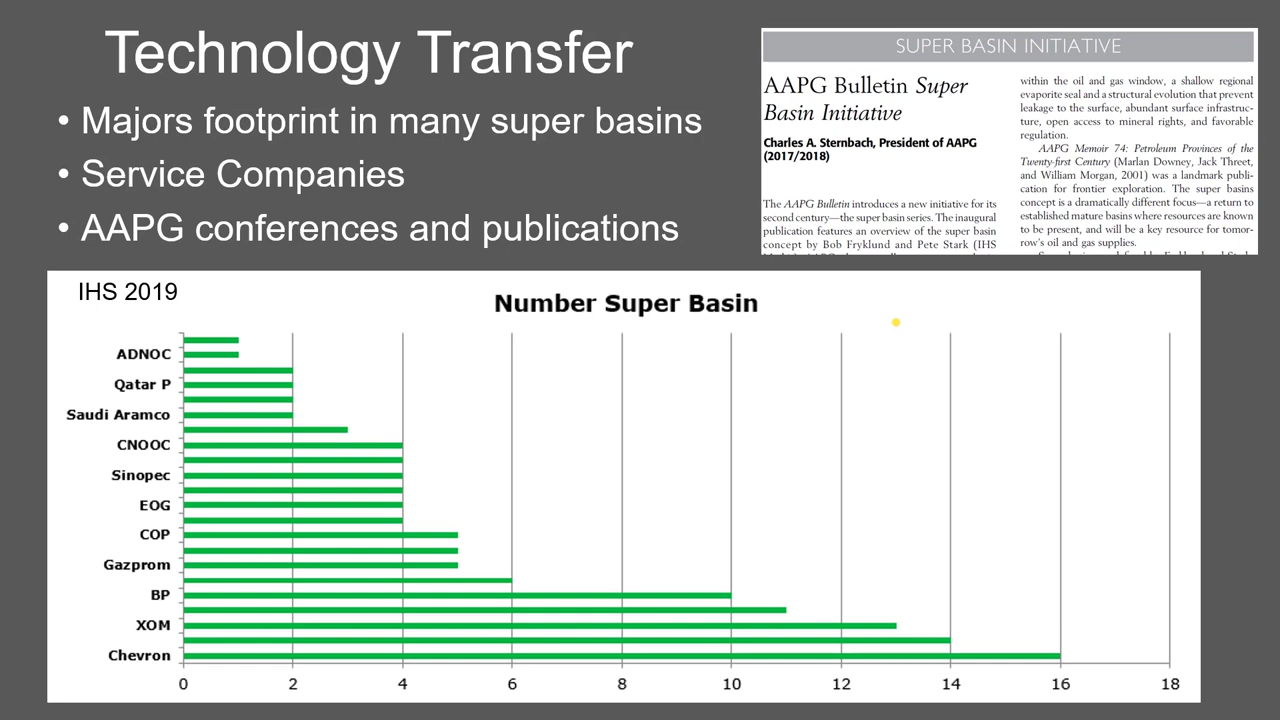 Technology Transfer
• Majors footprint in many super basins
• Service Companies
• AAPG conferences and publications
SUPER BASIN INITIATIVE
AAPG Bulletin Super
Basin Initiative
Charles A. Sternbach, President of AAPG
(2017/2018)
The AAPG Bulletin introduces a new initiative for its
second century—the super basin series. The inaugural
publication features an overview of the super basin
concept by Bob Fryklund and Pete Stark (IHS
within the oil and gas window, a shallow regional
evaporite seal and a structural evolution that prevent
leakage to the surface, abundant surface infrastruc-
ture, open access to mineral rights, and favorable
regulation.
AAPG Memoir 74: Petroleum Provinces of the
Twenty-first Century (Marlan Downey, Jack Threet,
and William Morgan, 2001) was a landmark publi-
cation for frontier exploration. The super basins
concept is a dramatically different focus—a return to
established mature basins where resources are known
to be present, and will be a key resource for tomor-
row's oil and gas supplies.
IHS 2019
Number Super Basin
ADNOC
Qatar P
Saudi Aramco
CNOOC
Sinopec
EOG
COP
Gazprom
BP
XOM
Chevron
0 2 4 6 8 10 12 14 16 18